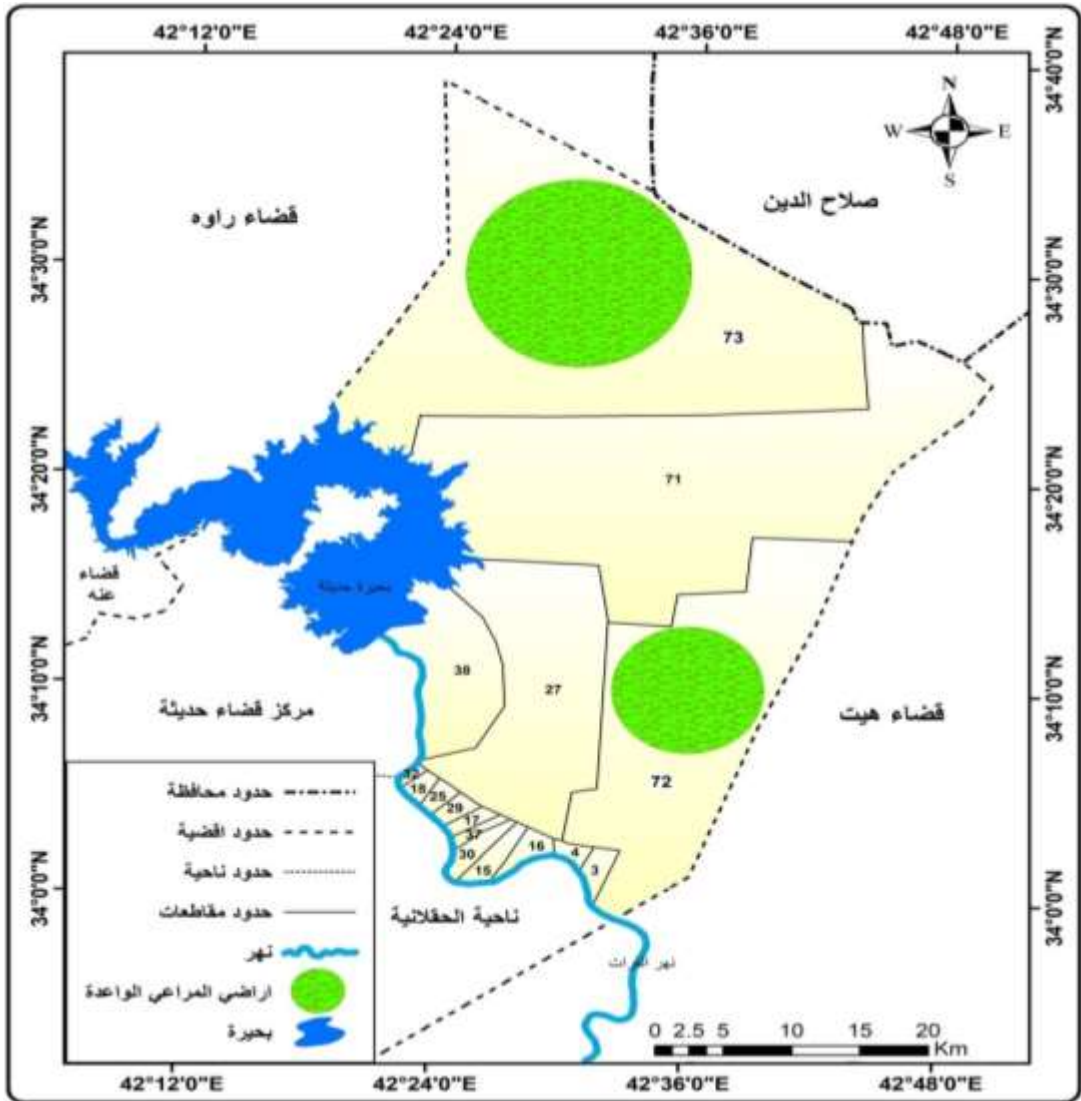 42°12'0"E
42°24'0"E
42°36'0"E
42°48'0"E
34°40'0"N
34°30'0"N
34°20'0"N
34°10'0"N
34°0'0"N
34°30'0"N
34°20'0"N
34°10'0"N
34°0'0"N
N
W
E
S
صلاح الدين
قضاء راوه
73
71
قضاء
عنه
بحيرة حديثة
38
27
مركز قضاء حديثة
قضاء هيت
72
32
18
25
29
17
37
30
15
16
4
3
ناحية الحقلانية
نهر الفرات
حدود محافظة
حدود اقضية
حدود ناحية
حدود مقاطعات
نهر
اراضي المراعي الواعدة
بحيرة
0 2.5 5 10 15 20
Km
42°12'0"E
42°24'0"E
42°36'0"E
42°48'0"E